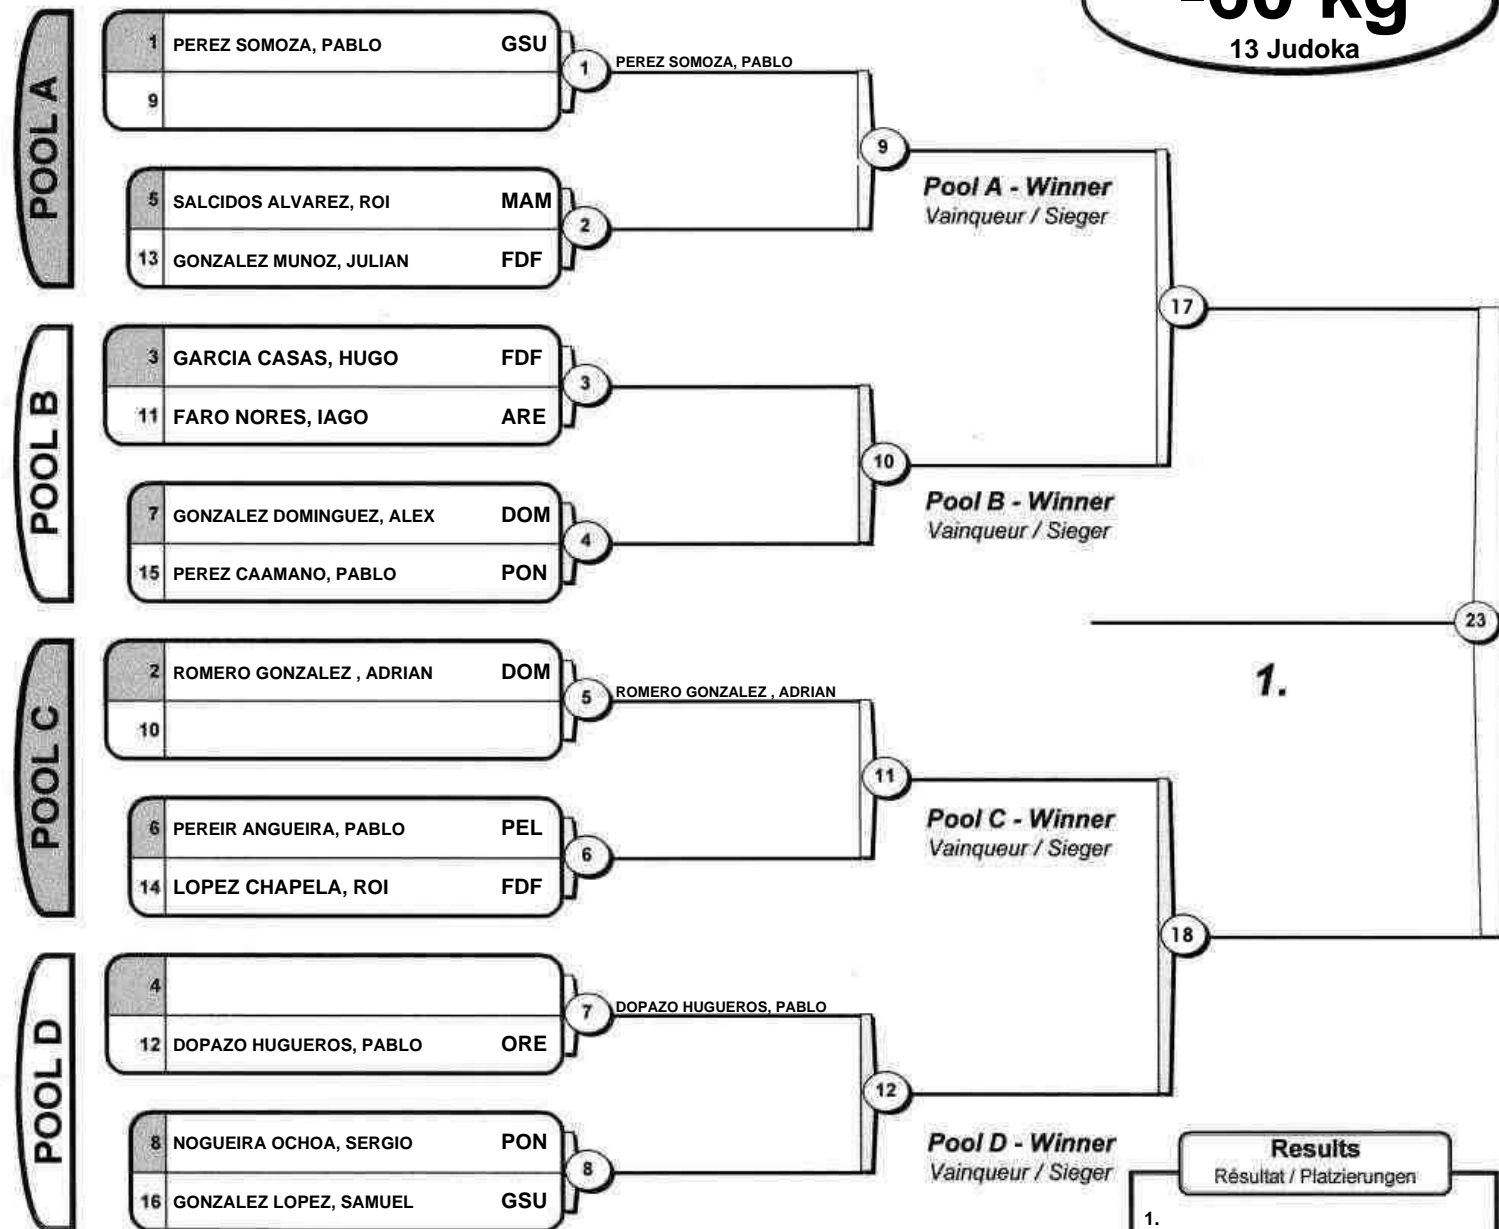 -60 kg
13 Judoka
POOL A
1 PEREZ SOMOZA, PABLO GSU
9
1 PEREZ SOMOZA, PABLO
5 SALCIDOS ALVAREZ, ROI MAM
13 GONZALEZ MUNOZ, JULIAN FDF
2
9
Pool A - Winner
Vainqueur / Sieger
17
POOL B
3 GARCIA CASAS, HUGO FDF
11 FARO NORES, IAGO ARE
3
7 GONZALEZ DOMINGUEZ, ALEX DOM
15 PEREZ CAAMANO, PABLO PON
4
10
Pool B - Winner
Vainqueur / Sieger
23
1.
POOL C
2 ROMERO GONZALEZ , ADRIAN DOM
10
5 ROMERO GONZALEZ , ADRIAN
6 PEREIR ANGUEIRA, PABLO PEL
14 LOPEZ CHAPELA, ROI FDF
6
11
Pool C - Winner
Vainqueur / Sieger
18
POOL D
4
12 DOPAZO HUGUEROS, PABLO ORE
7 DOPAZO HUGUEROS, PABLO
8 NOGUEIRA OCHOA, SERGIO PON
16 GONZALEZ LOPEZ, SAMUEL GSU
8
12
Pool D - Winner
Vainqueur / Sieger
Results
Résultat / Platzierungen
1.